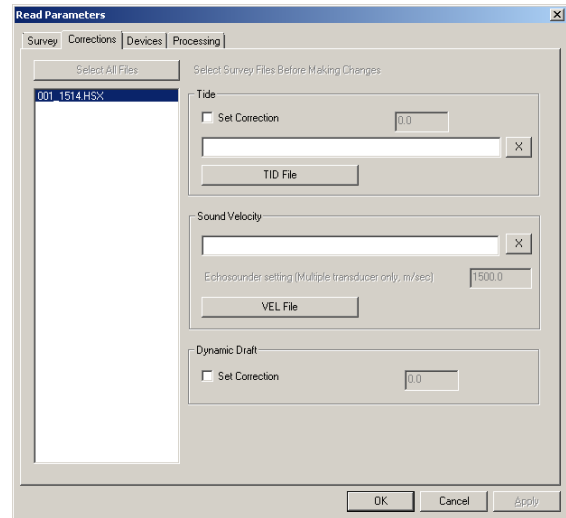 Read Parameters
Survey Corrections Devices Processing
Select All Files Select Survey Files Before Making Changes
001_1514.HSX
Tide
Set Correction 0.0
X
TID File
Sound Velocity
X
Echosounder setting (Multiple transducer only, m/sec) 1500.0
VEL File
Dynamic Draft
Set Correction 0.0
OK Cancel Apply